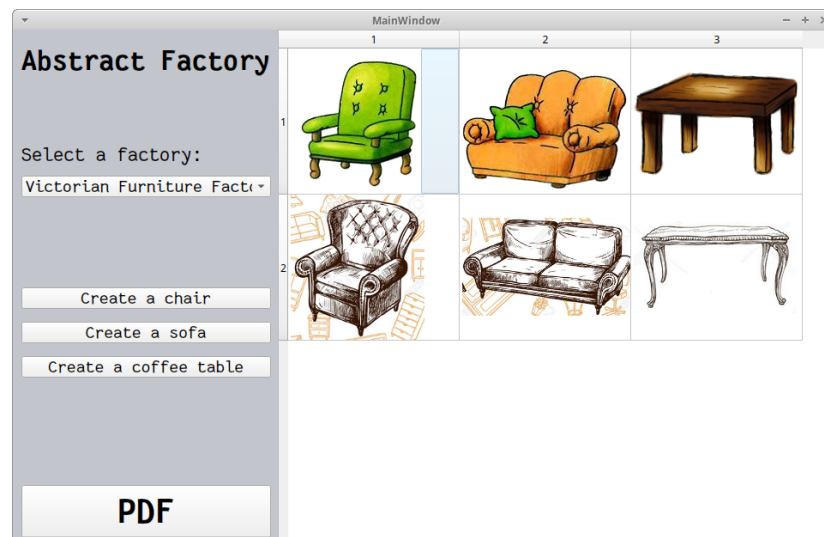 MainWindow
Abstract Factory
Select a factory:
Victorian Furniture Facto
Create a chair
Create a sofa
Create a coffee table
PDF
1 2 3
1
2